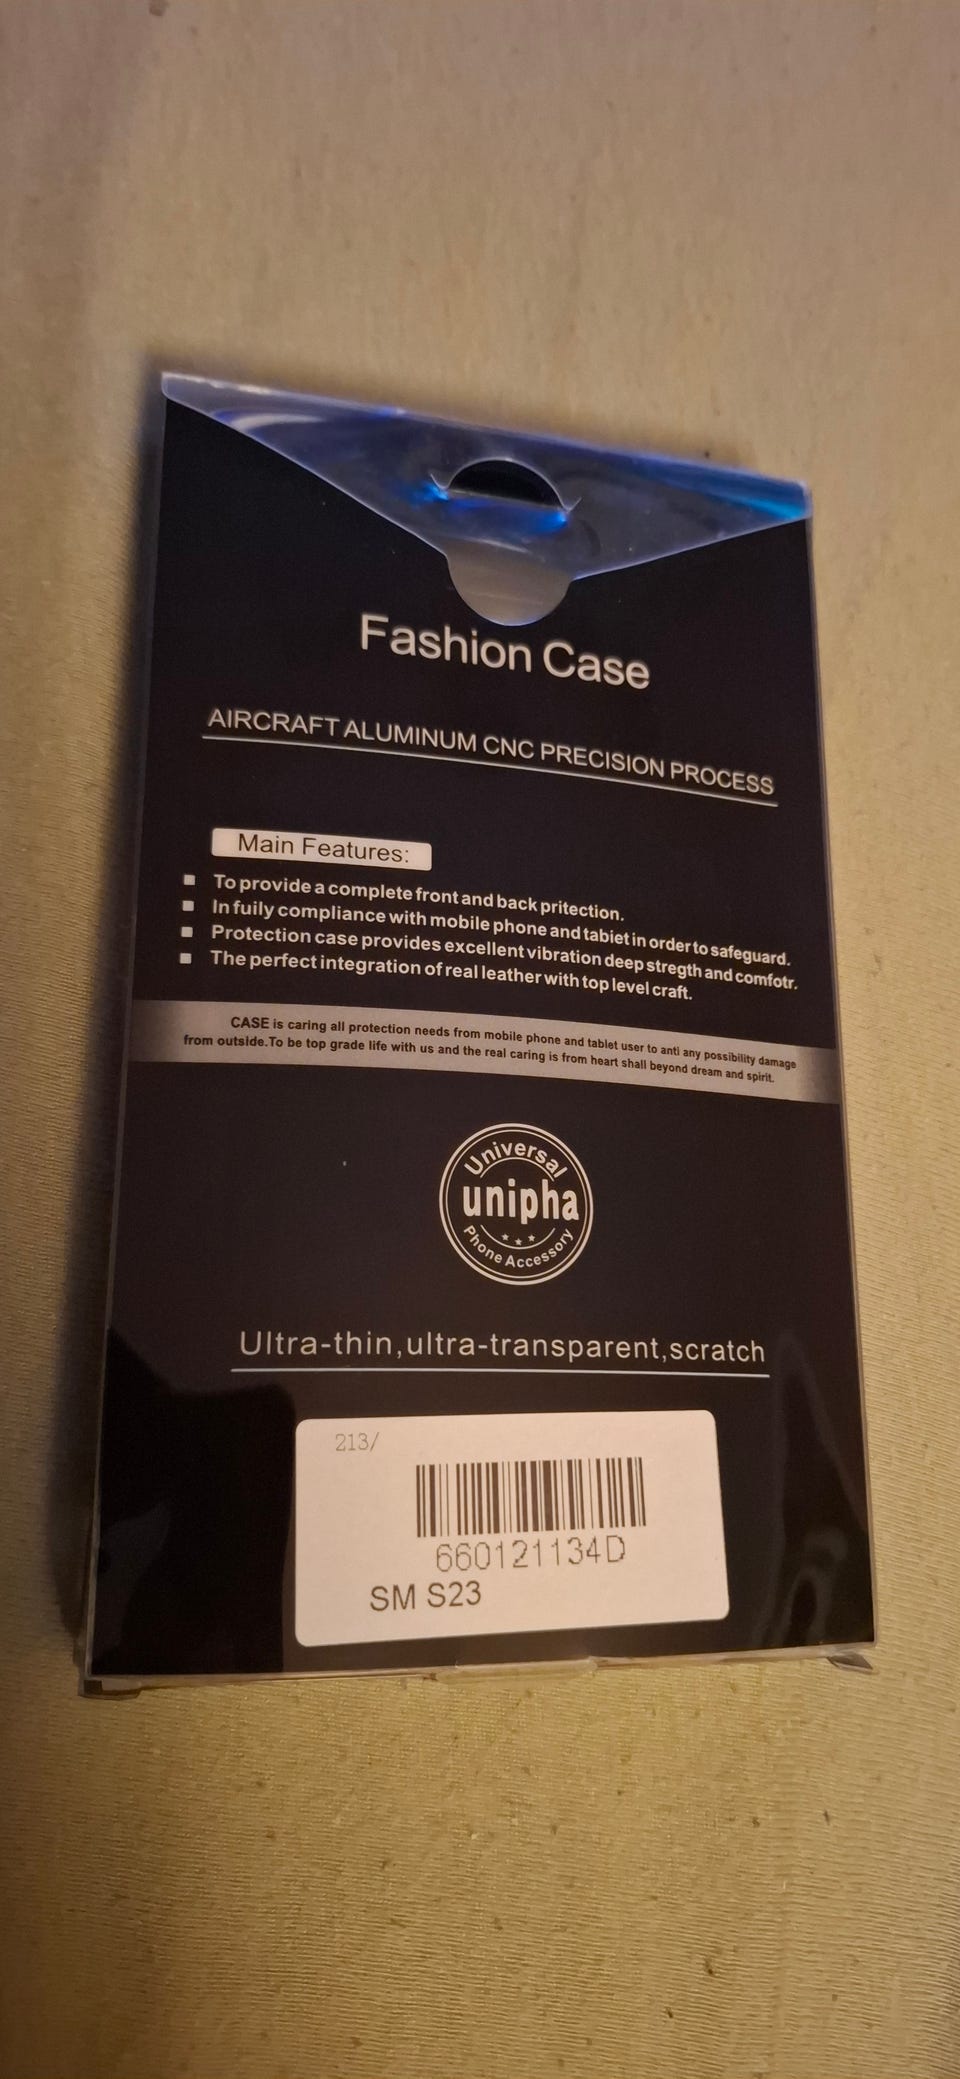 Fashion Case
AIRCRAFT ALUMINUM CNC PRECISION PROCESS
Main Features:
■ To provide a complete front and back pritection.
■ In fuily compliance with mobile phone and tabiet in order to safeguard.
■ Protection case provides excellent vibration deep stregth and comfotr.
■ The perfect integration of real leather with top level craft.
CASE is caring all protection needs from mobile phone and tablet user to anti any possibility damage
from outside.To be top grade life with us and the real caring is from heart shall beyond dream and spirit.
Universal
unipha
Phone Accessory
Ultra-thin,ultra-transparent,scratch
213/
660121134D
SM S23